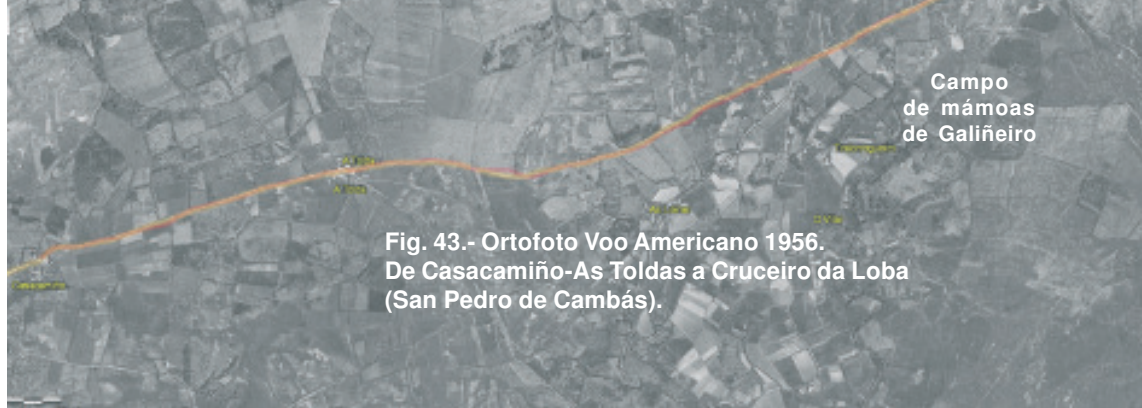 Campo
de mámoas
de Galiñeiro
Fig. 43.- Ortofoto Voo Americano 1956.
De Casacamiño-As Toldas a Cruceiro da Loba
(San Pedro de Cambás).